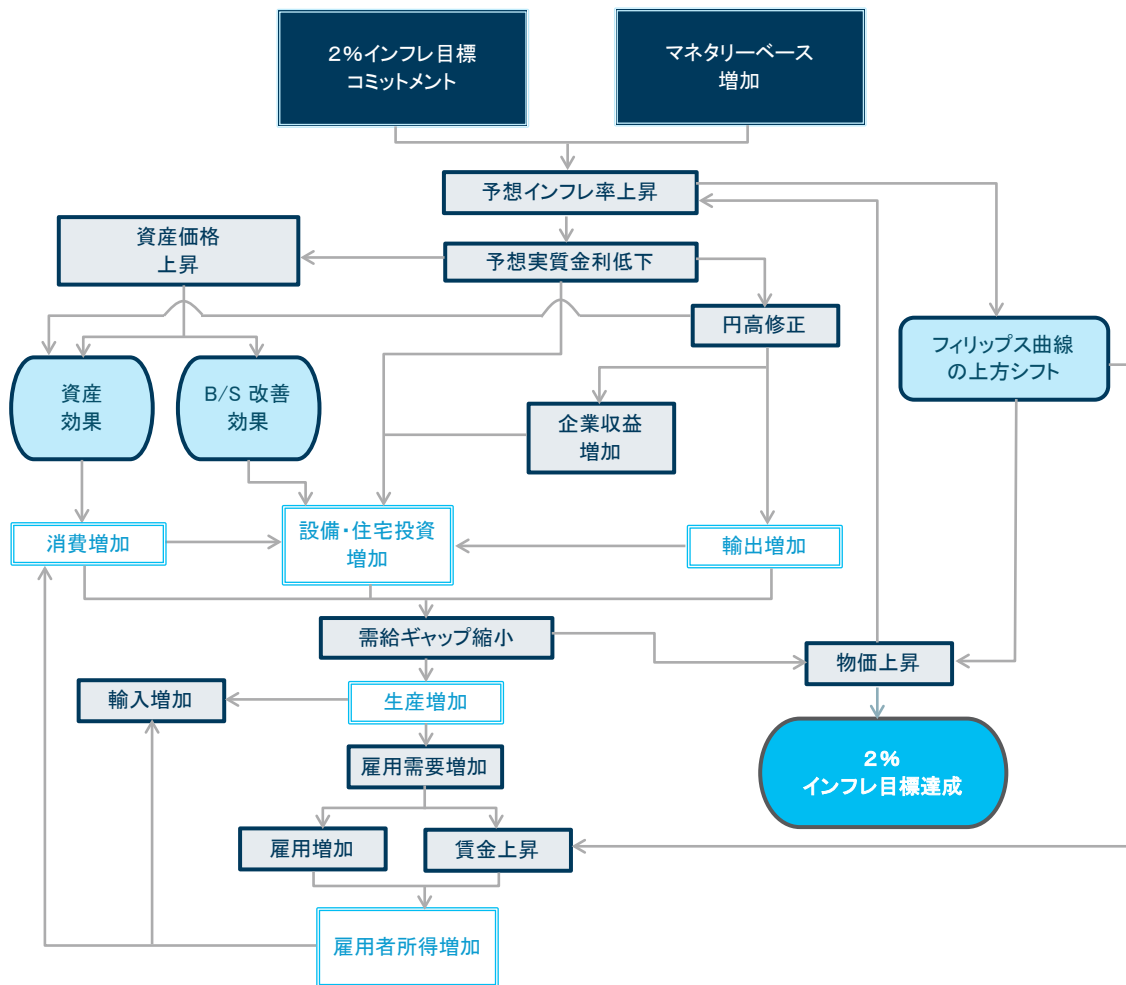 2%インフレ目標
コミットメント
マネタリーベース
増加
予想インフレ率上昇
資産価格
上昇
予想実質金利低下
円高修正
フィリップス曲線
の上方シフト
資産
効果
B/S 改善
効果
企業収益
増加
消費増加
設備・住宅投資
増加
輸出増加
需給ギャップ縮小
物価上昇
輸入増加
生産増加
2%
インフレ目標達成
雇用需要増加
雇用増加
賃金上昇
雇用者所得増加